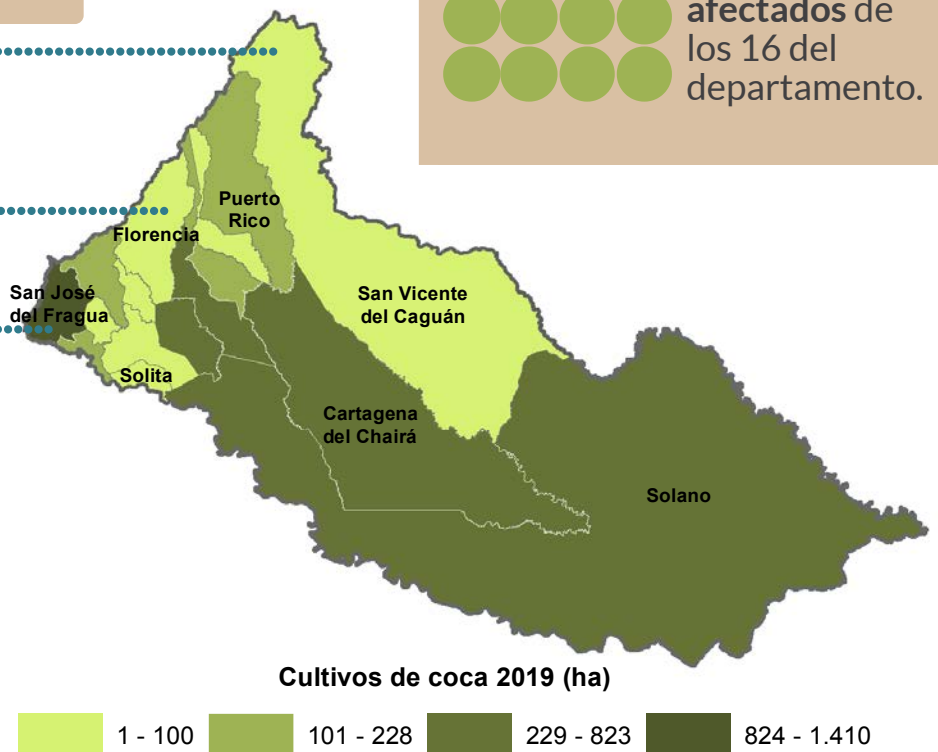 afectados de
los 16 del
departamento.
Puerto
Rico
Florencia
San José
del Fragua
San Vicente
del Caguán
Solita
Cartagena
del Chairá
Solano
Cultivos de coca 2019 (ha)
1 - 100
101 - 228
229 - 823
824 - 1.410